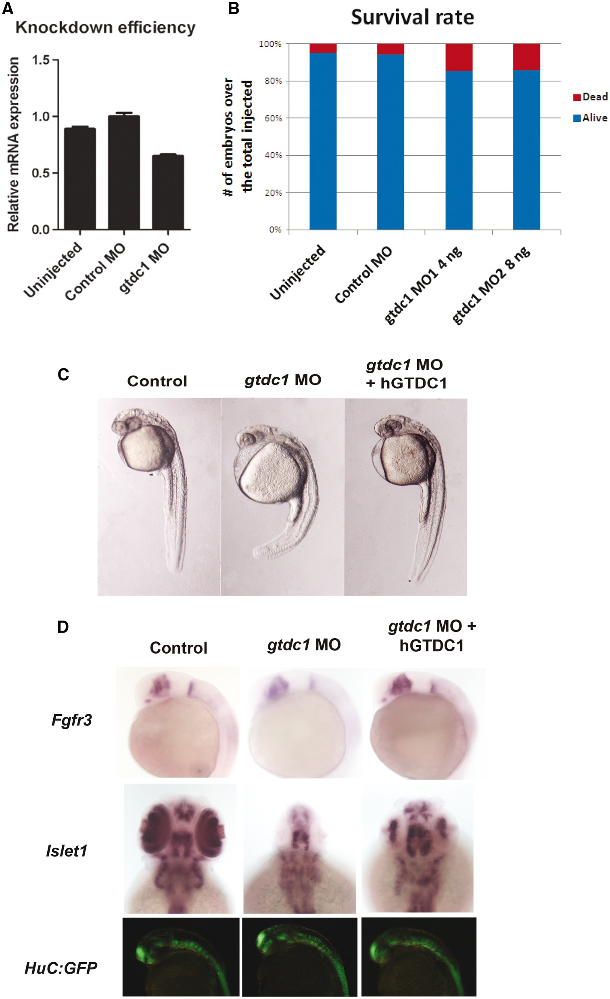 A
Knockdown efficiency
Relative mRNA expression
1.5
1.0
0.5
0.0
Uninjected
Control MO
gtdc1 MO
B
Survival rate
# of embryos over
the total injected
100%
80%
60%
40%
20%
0%
Uninjected
Control MO
gtdc1 MO1 4 ng
gtdc1 MO2 8 ng
Dead
Alive
C
Control
gtdc1 MO
gtdc1 MO
+ hGTDC1
D
Control
gtdc1 MO
gtdc1 MO +
hGTDC1
Fgfr3
Islet1
HuC:GFP